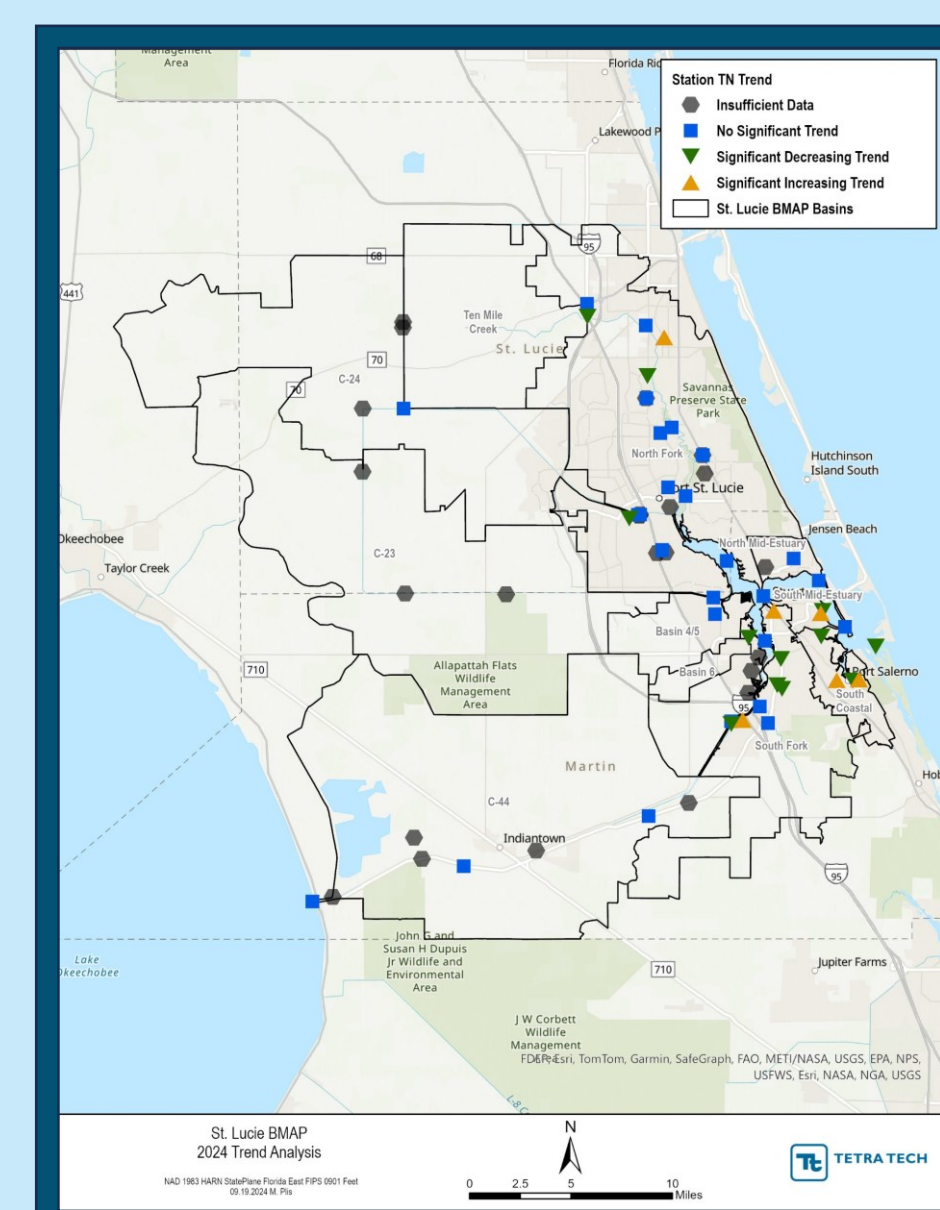 Management
Area
Florida Rid
Station TN Trend
Insufficient Data
No Significant Trend
Significant Decreasing Trend
Significant Increasing Trend
St. Lucie BMAP Basins
Lakewood P
95
68
441
Ten Mile
Creek
St. Lucie
70
C-24
70
Savannas
Preserve State
Park
North Fork
Hutchinson
Island South
ort St. Lucie
Jensen Beach
North Mid-Estuary
Okeechobee
Taylor Creek
C-23
South Mid-Estuary
Basin 4/5
710
Allapattah Flats
Wildlife
Management
Area
Basin 6
Port Salerno
South
Coastal
95
South Fork
Martin
Hob
C-44
Indiantown
95
John G and
Susan H Dupuis
Jr Wildlife and
Environmental
Area
Lake
Okeechobee
710
Jupiter Farms
J W Corbett
Wildlife
Management
Area
FDEP, Esri, TomTom, Garmin, SafeGraph, FAO, METI/NASA, USGS, EPA, NPS,
USFWS, Esri, NASA, NGA, USGS
L-8 C
St. Lucie BMAP
2024 Trend Analysis
NAD 1983 HARN StatePlane Florida East FIPS 0901 Feet
09.19.2024 M. Plis
N
0 2.5 5 10
Miles
Tt TETRA TECH